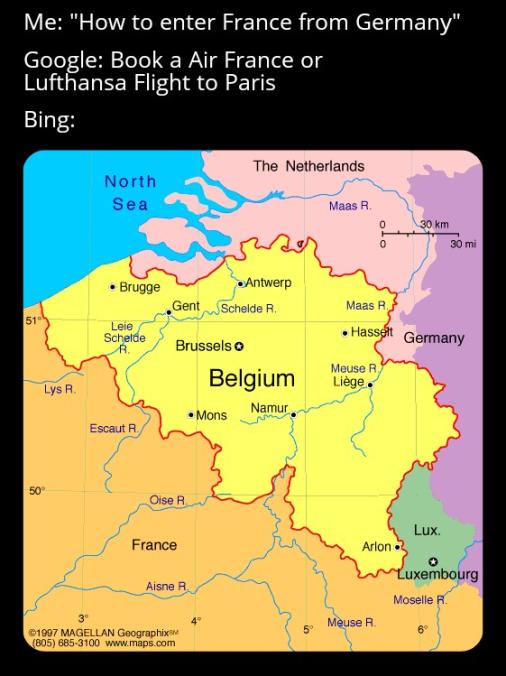 Me: "How to enter France from Germany"
Google: Book a Air France or
Lufthansa Flight to Paris
Bing:
The Netherlands
North
Sea
Maas R.
0 30 km
0 30 mi
Brugge
Antwerp
Gent
Schelde R.
Maas R.
51°
Leie
Schelde
R.
Hasselt
Germany
Brussels
Belgium
Meuse R.
Liège
Lys R.
Namur
Mons
Escaut R.
50°
Oise R.
Lux.
France
Arlon
Luxembourg
Aisne R.
Moselle R.
3°
4°
5°
6°
Meuse R.
©1997 MAGELLAN Geographix℠
(805) 685-3100 www.maps.com